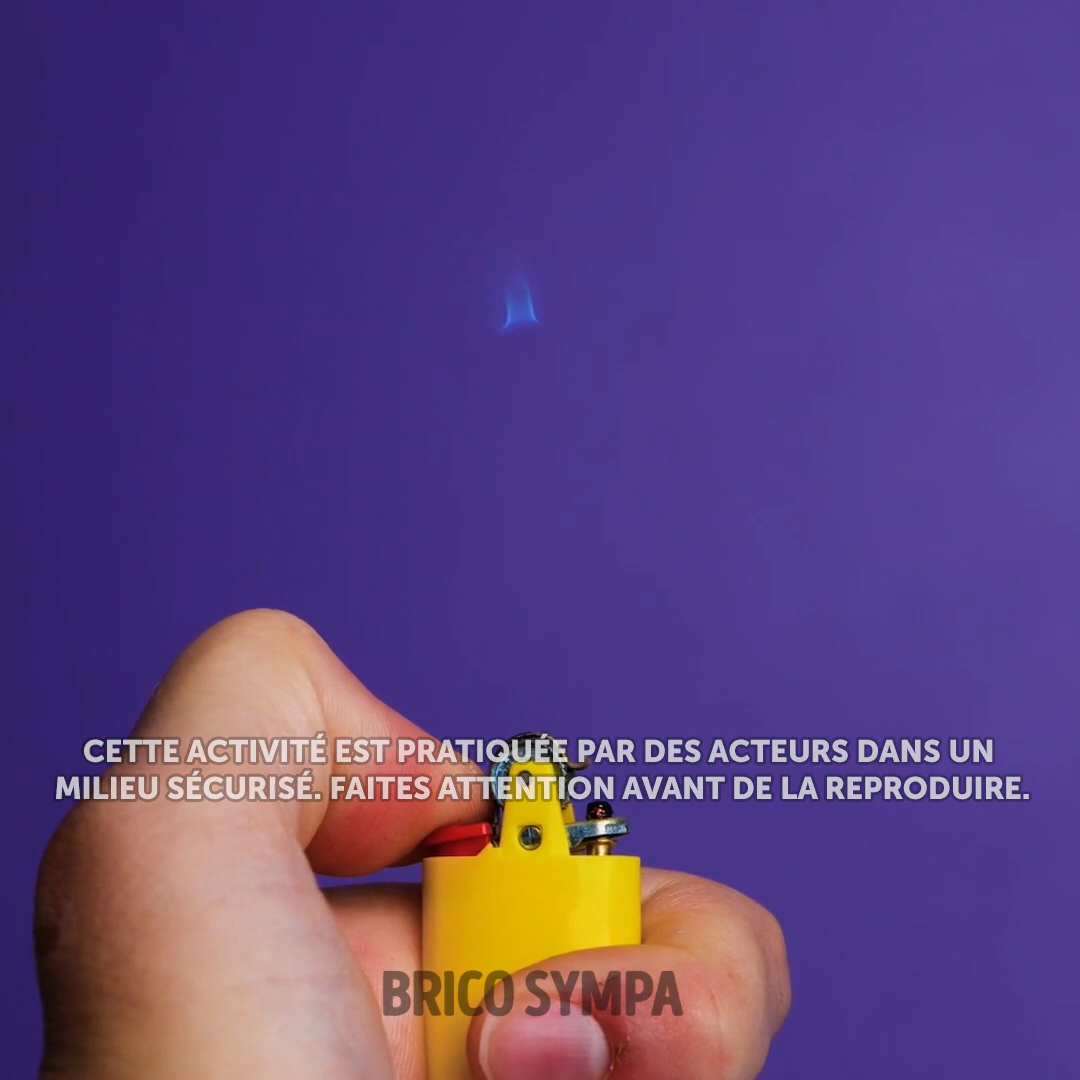 CETTE ACTIVITÉ EST PRATIQUÉE PAR DES ACTEURS DANS UN
MILIEU SÉCURISÉ. FAITES ATTENTION AVANT DE LA REPRODUIRE.
BRICO SYMPA